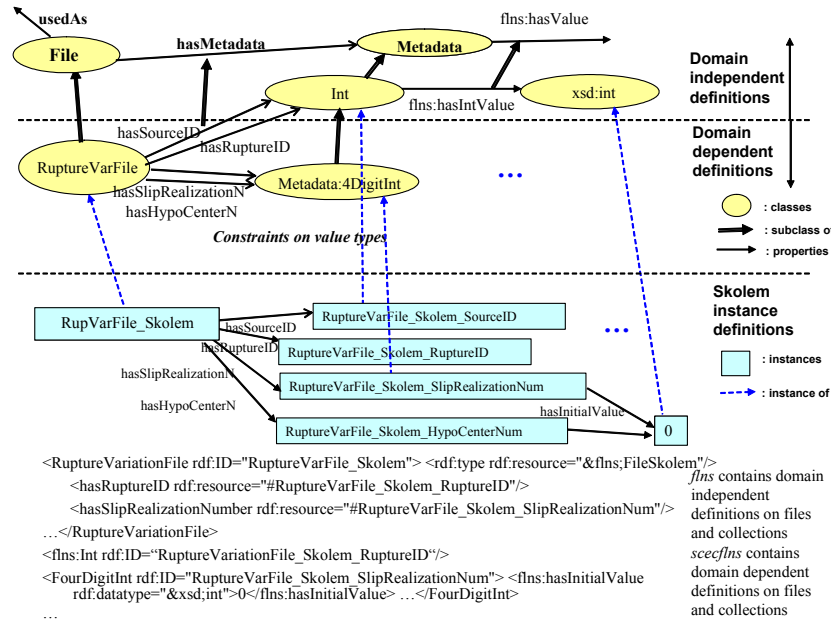 usedAs
File
hasMetadata
Metadata
flns:hasValue
Int
flns:hasIntValue
xsd:int
Domain
independent
definitions
hasSourceID
hasRuptureID
RuptureVarFile
Metadata:4DigitInt
hasSlipRealizationN
hasHypoCenterN
...
Domain
dependent
definitions
: classes
: subclass of
: properties
Constraints on value types
RupVarFile_Skolem
hasSourceID
RuptureVarFile_Skolem_SourceID
hasRuptureID
RuptureVarFile_Skolem_RuptureID
hasSlipRealizationN
RuptureVarFile_Skolem_SlipRealizationNum
hasHypoCenterN
RuptureVarFile_Skolem_HypoCenterNum
hasInitialValue
0
...
Skolem
instance
definitions
: instances
: instance of
<RuptureVariationFile rdf:ID="RuptureVarFile_Skolem"> <rdf:type rdf:resource="&flns;FileSkolem"/>
<hasRuptureID rdf:resource="#RuptureVarFile_Skolem_RuptureID"/>
<hasSlipRealizationNumber rdf:resource="#RuptureVarFile_Skolem_SlipRealizationNum"/>
…</RuptureVariationFile>
<flns:Int rdf:ID=“RuptureVariationFile_Skolem_RuptureID“/>
<FourDigitInt rdf:ID="RuptureVarFile_Skolem_SlipRealizationNum"> <flns:hasInitialValue
rdf:datatype="&xsd;int">0</flns:hasInitialValue> …</FourDigitInt>
…
flns contains domain
independent
definitions on files
and collections
scecflns contains
domain dependent
definitions on files
and collections